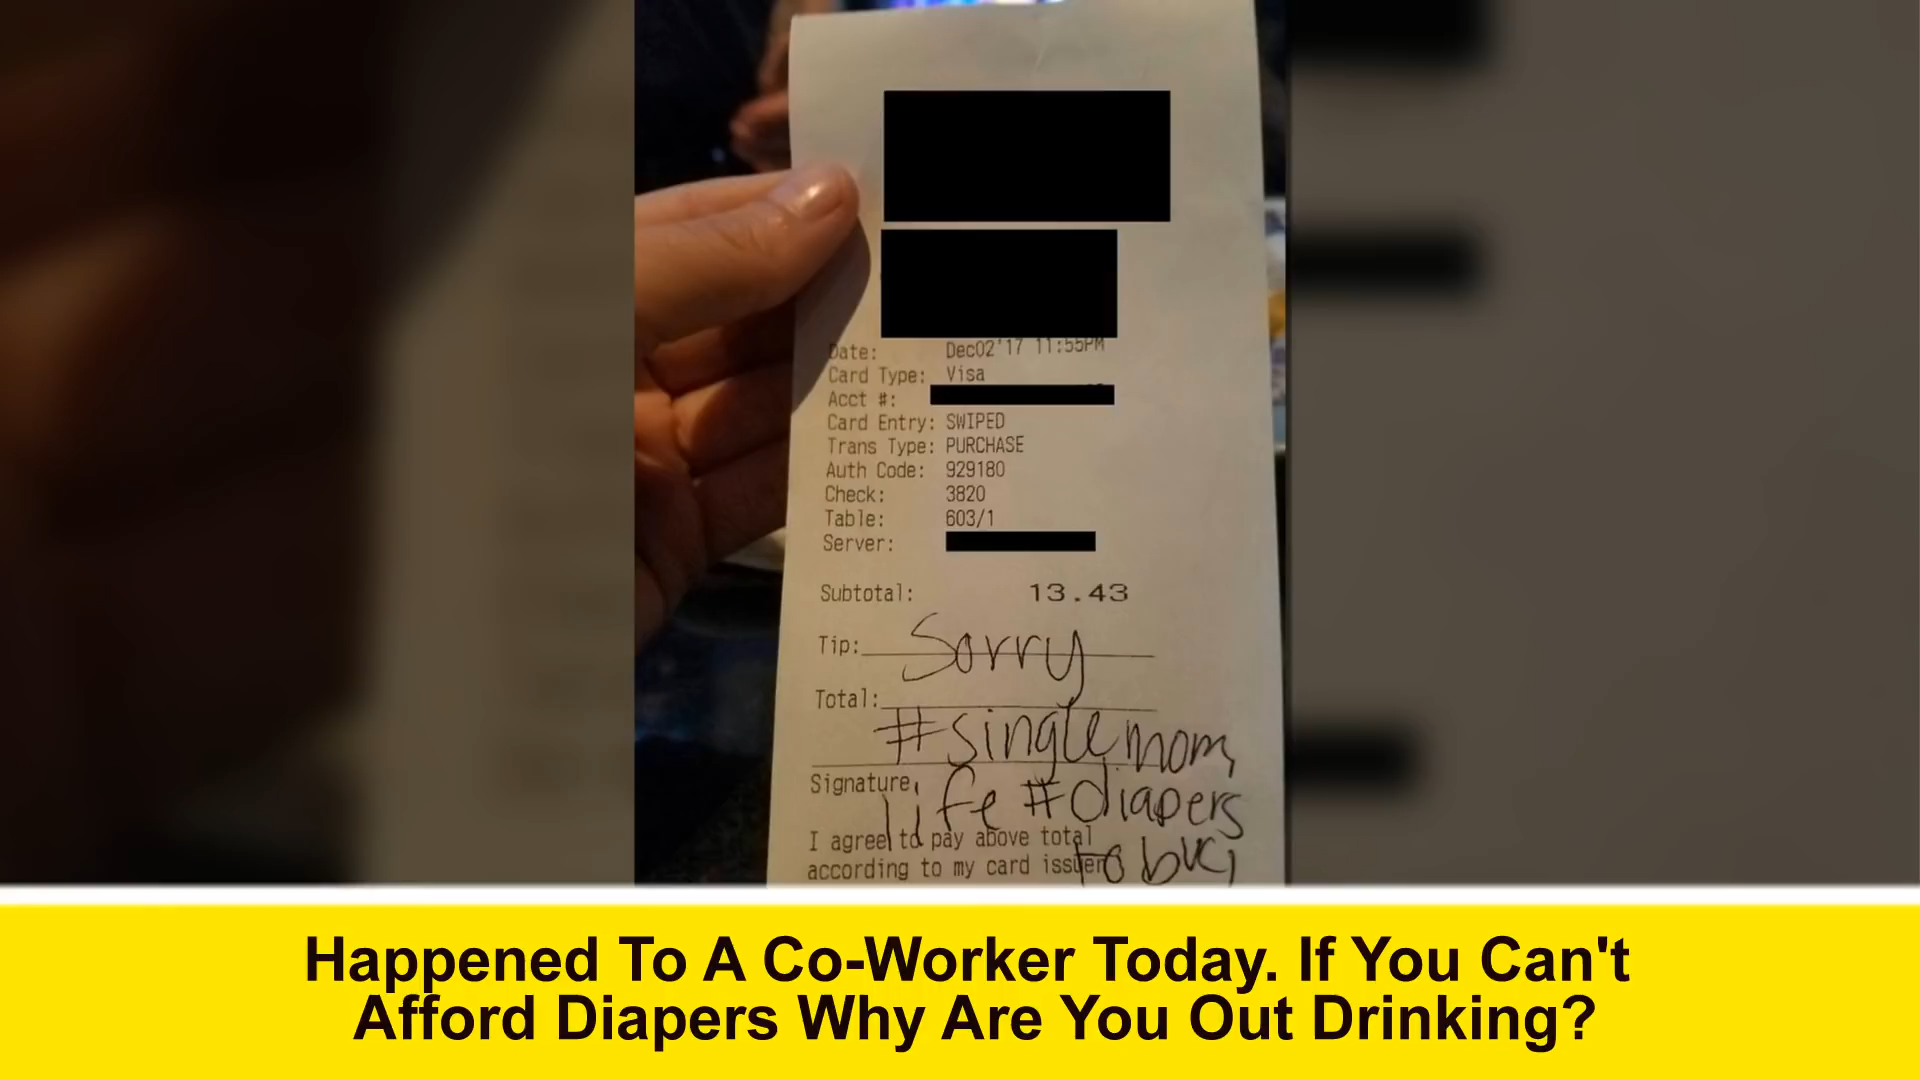 Date: Dec02'17 11:55PM
Card Type: Visa
Acct #:
Card Entry: SWIPED
Trans Type: PURCHASE
Auth Code: 929180
Check: 3820
Table: 603/1
Server:
Subtotal: 13.43
Tip: Sorry
Total:
#singlemom
Signature
life #diapers
I agree to pay above total
to buy
according to my card issuer
Happened To A Co-Worker Today. If You Can't
Afford Diapers Why Are You Out Drinking?